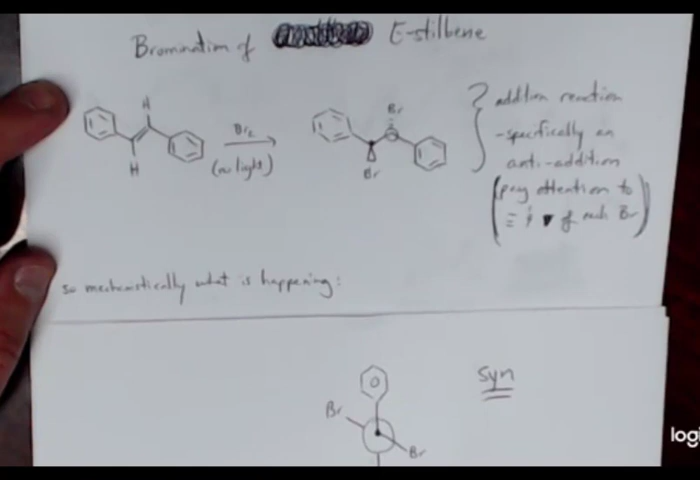 Bromination of E-stilbene
H
H
Br2
(no light)
Br
Br
addition reaction
-specifically an
anti-addition
(pay attention to
of each Br)
so mechanistically what is happening:
syn
Br
Br
logi